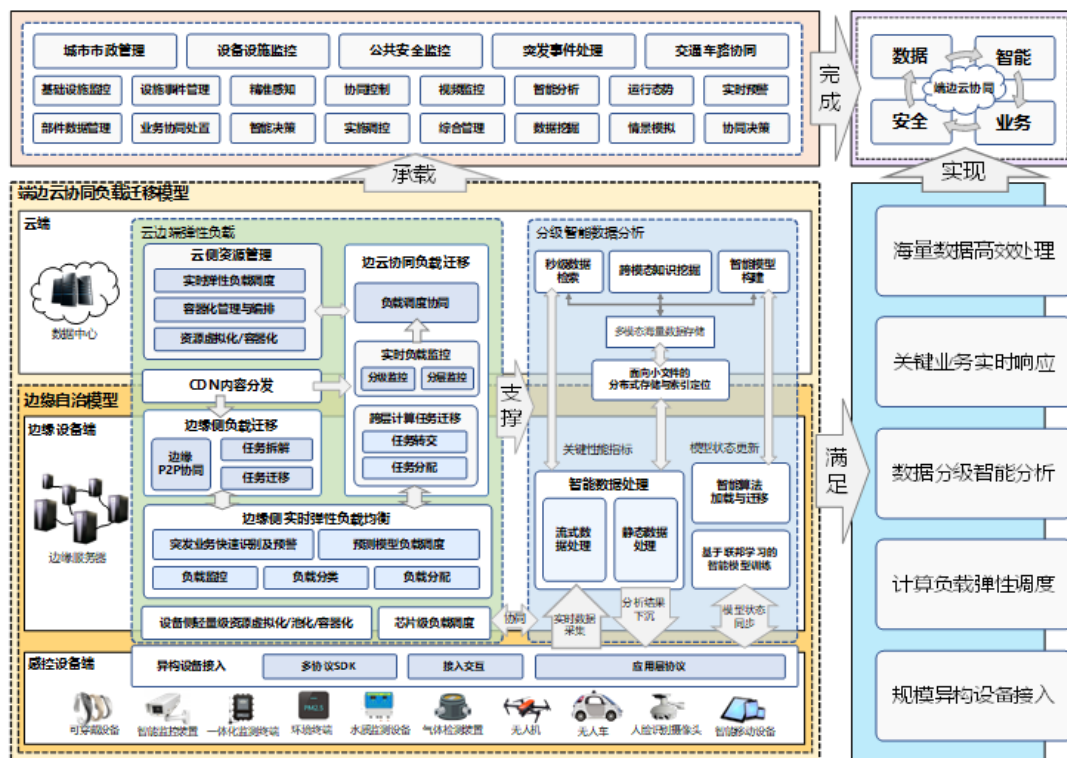 城市市政管理
设备设施监控
公共安全监控
突发事件处理
交通车路协同
基础设施监控
设施事件管理
精准感知
协同控制
视频监控
智能分析
运行态势
实时预警
部件数据管理
业务协同处置
智能决策
实施调控
综合管理
数据挖掘
情景模拟
协同决策
完成
数据
智能
端边云协同
安全
业务
承载
实现
端边云协同负载迁移模型
云端
数据中心
云边端弹性负载
云侧资源管理
实时弹性负载调度
容器化管理与编排
资源虚拟化/容器化
边云协同负载迁移
负载调度协同
实时负载监控
分级监控
分层监控
CDN内容分发
跨层计算任务迁移
任务转交
任务分配
分级智能数据分析
秒级数据
检索
跨模态知识挖掘
智能模型
构建
多模态海量数据存储
面向小文件的
分布式存储与索引定位
支撑
边缘自治模型
边缘设备端
边缘服务器
边缘侧负载迁移
边缘
P2P协同
任务拆解
任务迁移
边缘侧实时弹性负载均衡
突发业务快速识别及预警
预测模型负载调度
负载监控
负载分类
负载分配
设备侧轻量级资源虚拟化/池化/容器化
芯片级负载调度
协同
关键性能指标
模型状态更新
智能数据处理
流式数
据处理
静态数据
处理
智能算法
加载与迁移
基于联邦学习的
智能模型训练
实时数据
采集
分析结果
下沉
模型状态
同步
满足
海量数据高效处理
关键业务实时响应
数据分级智能分析
计算负载弹性调度
规模异构设备接入
感控设备端
异构设备接入
多协议SDK
接入交互
应用层协议
PM2.5
可穿戴设备
智能监控装置
一体化监测终端
环境终端
水质监测设备
气体检测装置
无人机
无人车
人脸识别摄像头
智能移动设备